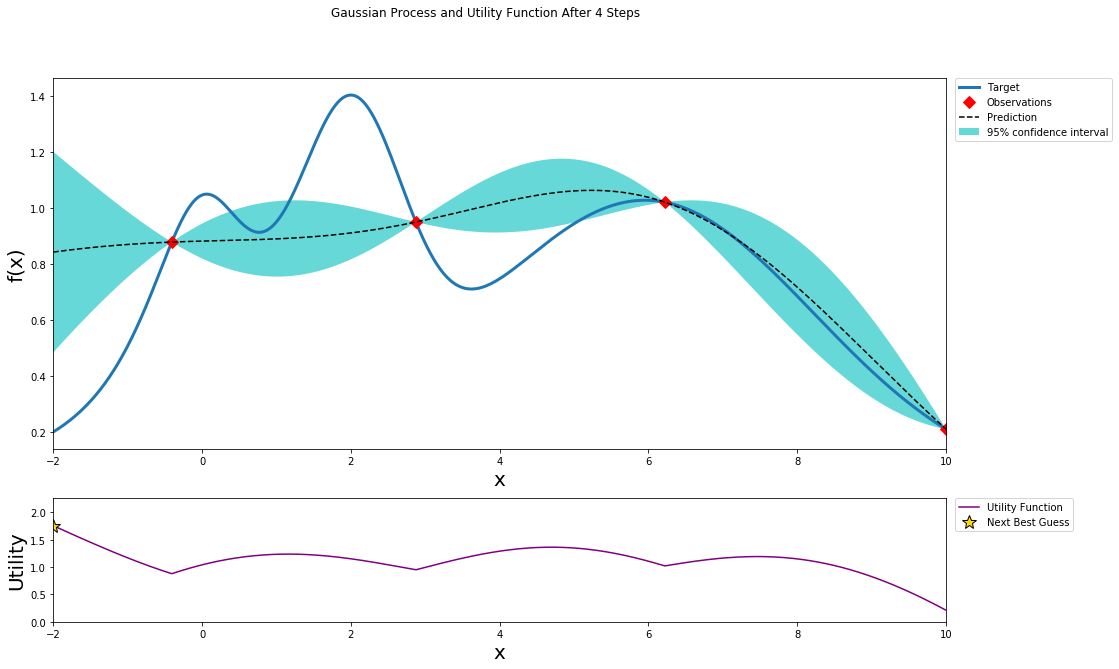 Gaussian Process and Utility Function After 4 Steps
1.4
1.2
1.0
0.8
0.6
0.4
0.2
f(x)
−2 0 2 4 6 8 10
x
Target
Observations
Prediction
95% confidence interval
2.0
1.5
1.0
0.5
0.0
Utility
−2 0 2 4 6 8 10
x
Utility Function
Next Best Guess